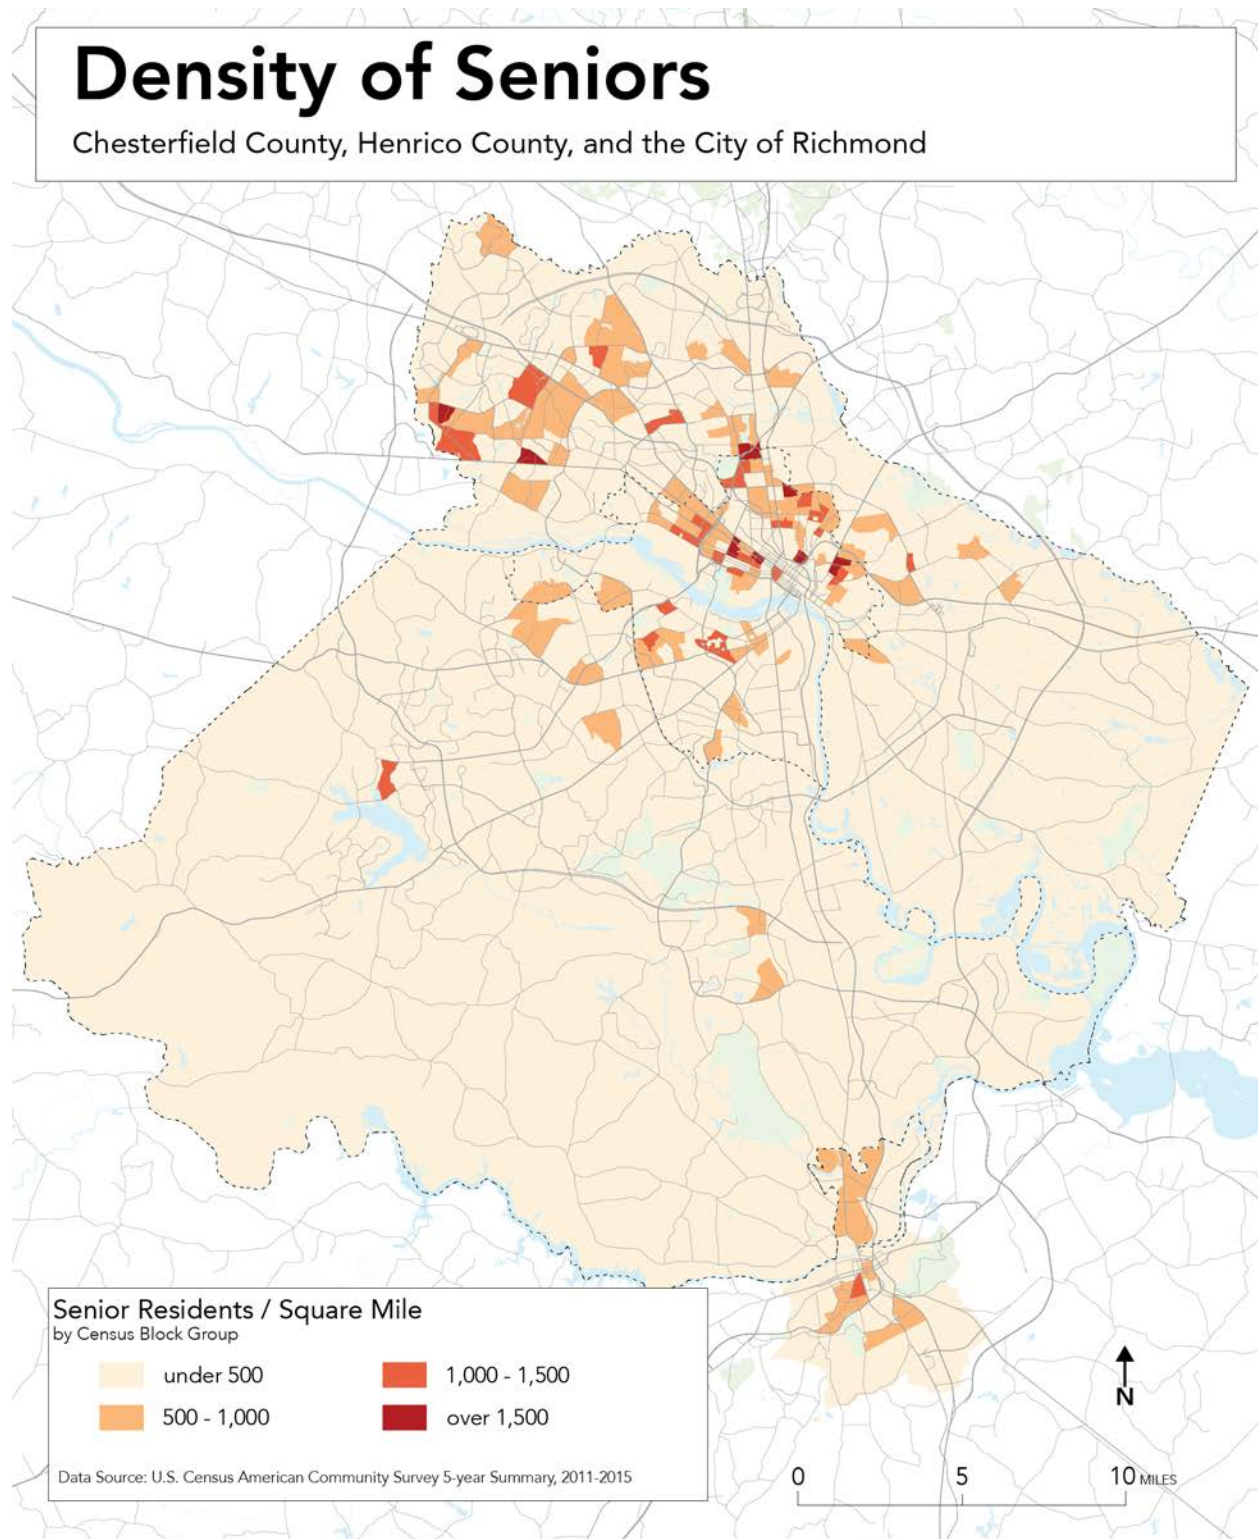 Density of Seniors
Chesterfield County, Henrico County, and the City of Richmond
Senior Residents / Square Mile
by Census Block Group
under 500
1,000 - 1,500
500 - 1,000
over 1,500
Data Source: U.S. Census American Community Survey 5-year Summary, 2011-2015
N
0 5 10 MILES